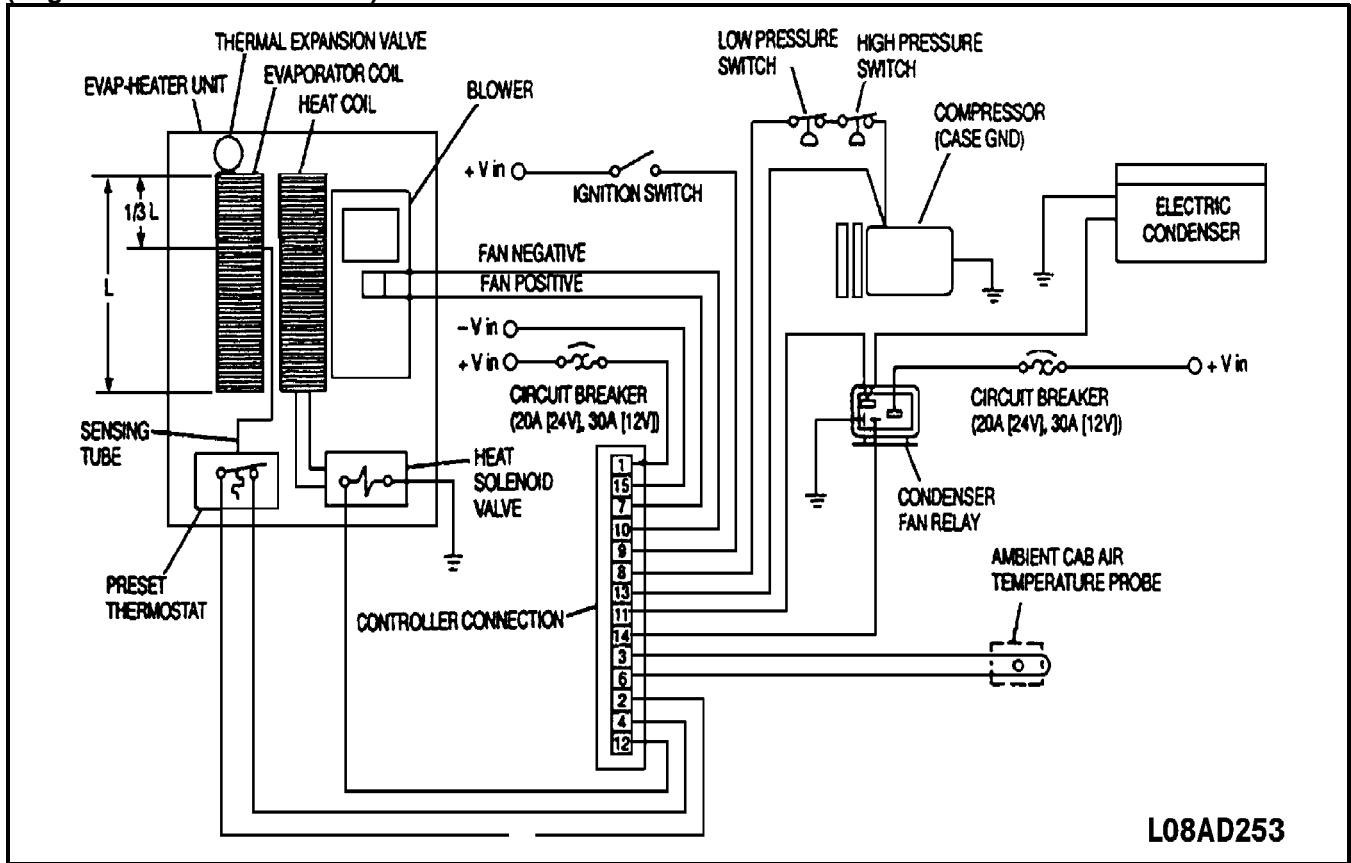 THERMAL EXPANSION VALVE
EVAPORATOR COIL
EVAP-HEATER UNIT
HEAT COIL
BLOWER
LOW PRESSURE
SWITCH
HIGH PRESSURE
SWITCH
COMPRESSOR
(CASE GND)
+ V in
IGNITION SWITCH
ELECTRIC
CONDENSER
1/3 L
L
FAN NEGATIVE
FAN POSITIVE
- V in
+ V in
CIRCUIT BREAKER
(20A [24V], 30A [12V])
+ V in
CIRCUIT BREAKER
(20A [24V], 30A [12V])
SENSING
TUBE
HEAT
SOLENOID
VALVE
CONDENSER
FAN RELAY
PRESET
THERMOSTAT
CONTROLLER CONNECTION
AMBIENT CAB AIR
TEMPERATURE PROBE
1
15
7
10
9
8
13
11
14
3
6
2
4
12
L08AD253